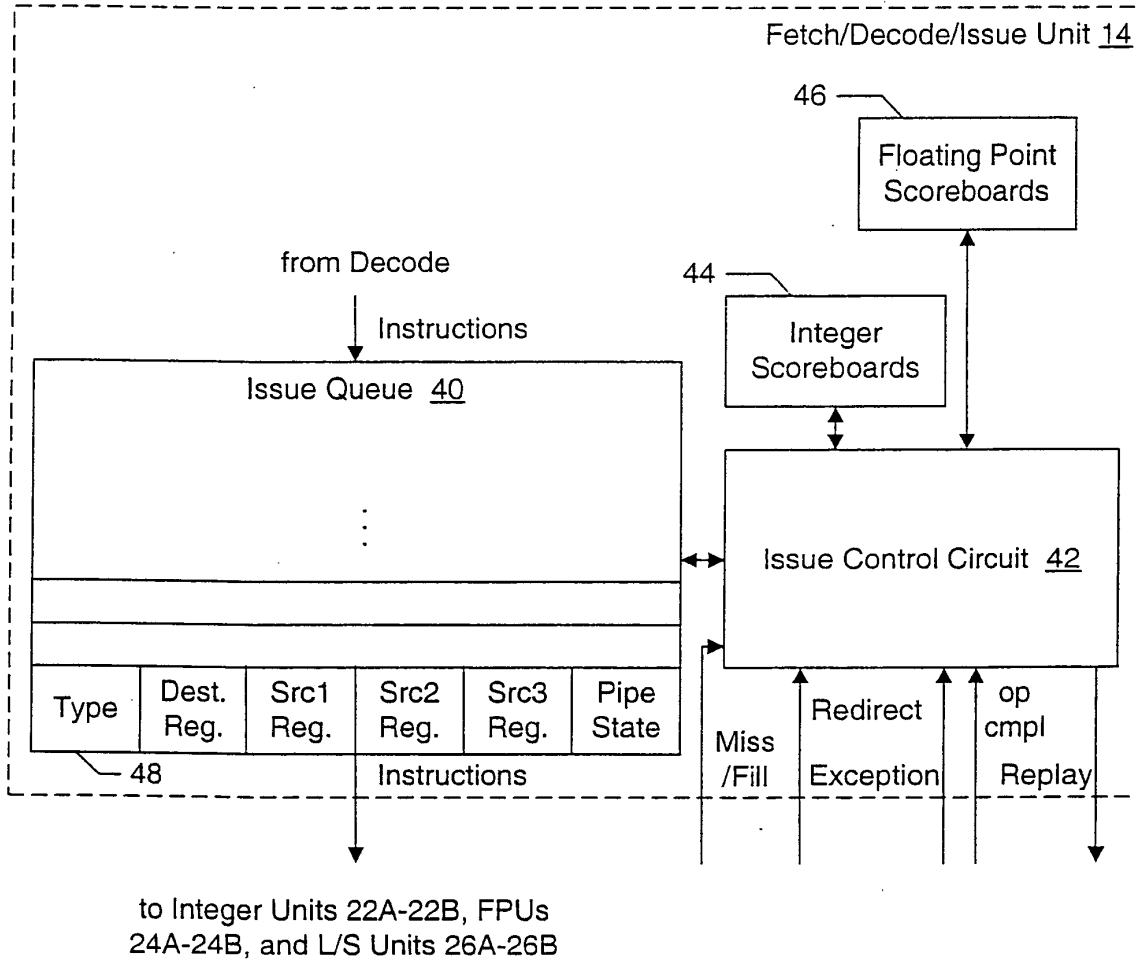 Fetch/Decode/Issue Unit 14
46
Floating Point
Scoreboards
from Decode
44
Instructions
Integer
Scoreboards
Issue Queue 40
Issue Control Circuit 42
Type
Dest.
Reg.
Src1
Reg.
Src2
Reg.
Src3
Reg.
Pipe
State
48
Instructions
Miss
/Fill
Redirect
Exception
op
cmpl
Replay
to Integer Units 22A-22B, FPUs
24A-24B, and L/S Units 26A-26B